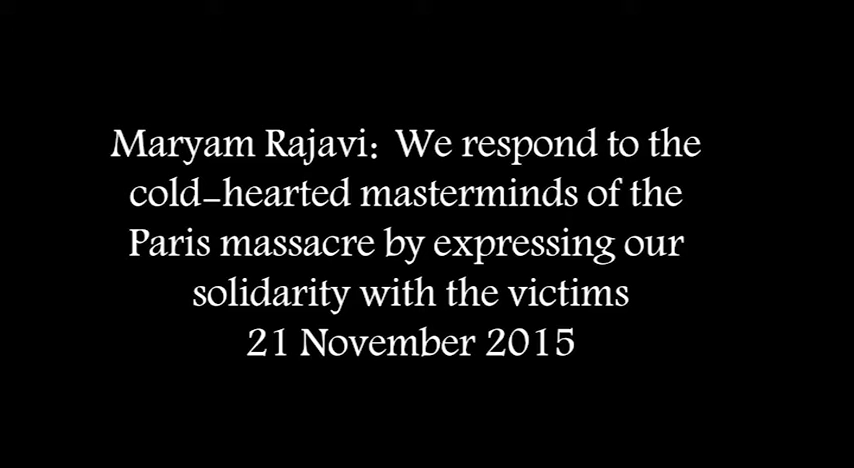 Maryam Rajavi: We respond to the
cold-hearted masterminds of the
Paris massacre by expressing our
solidarity with the victims
21 November 2015